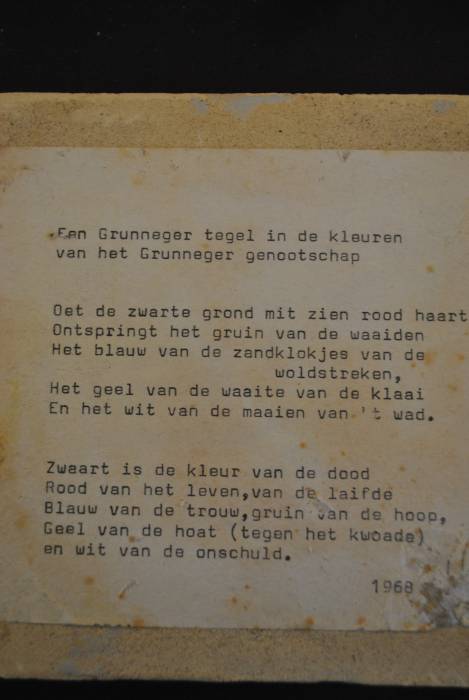 Een Grunneger tegel in de kleuren
van het Grunneger genootschap
Oet de zwarte grond mit zien rood haart
Ontspringt het gruin van de waaiden
Het blauw van de zandklokjes van de
woldstreken,
Het geel van de waaite van de klaai
En het wit van de maaien van 't wad.
Zwaart is de kleur van de dood
Rood van het leven,van de laifde
Blauw van de trouw,gruin van de hoop,
Geel van de hoat (tegen het kwoade)
en wit van de onschuld.
1968